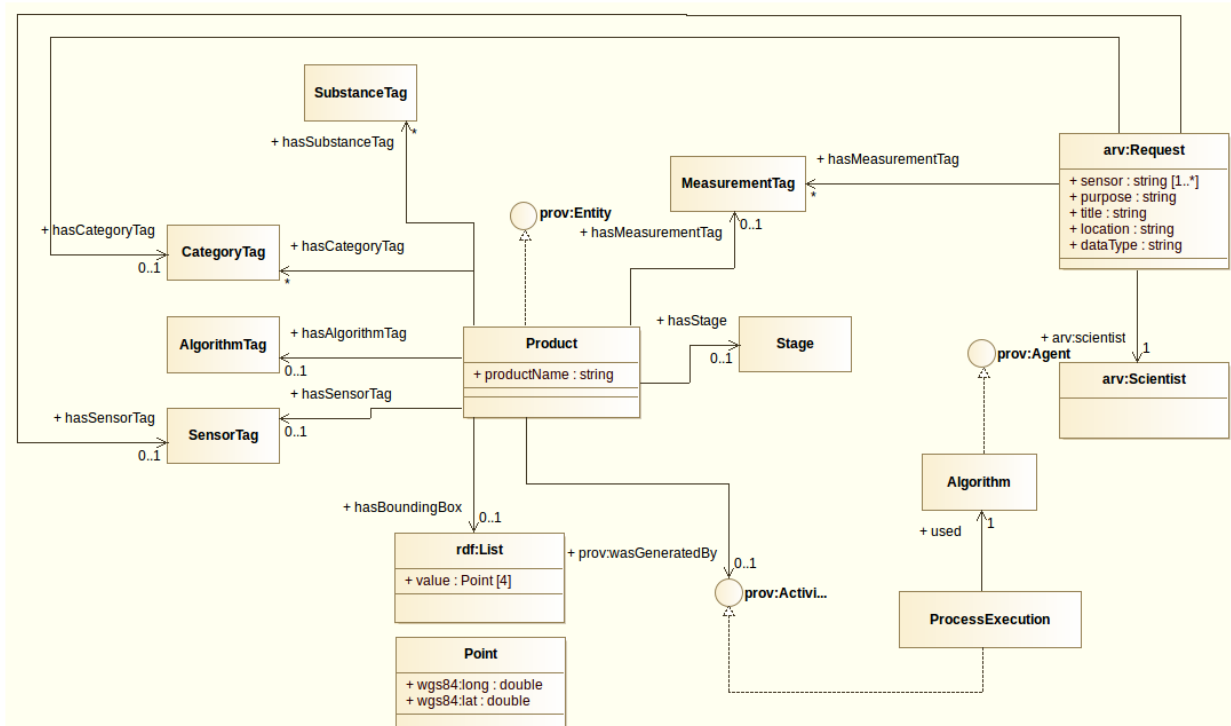 SubstanceTag
*
+ hasSubstanceTag
arv:Request
+ sensor : string [1..*]
+ purpose : string
+ title : string
+ location : string
+ dataType : string
+ hasMeasurementTag
*
MeasurementTag
0..1
+ hasMeasurementTag
prov:Entity
+ hasCategoryTag
0..1
CategoryTag
+ hasCategoryTag
*
AlgorithmTag
+ hasAlgorithmTag
0..1
Product
+ productName : string
+ hasStage
0..1
Stage
+ arv:scientist
1
prov:Agent
arv:Scientist
+ hasSensorTag
0..1
SensorTag
+ hasSensorTag
0..1
Algorithm
+ used
1
+ hasBoundingBox
0..1
rdf:List
+ value : Point [4]
+ prov:wasGeneratedBy
0..1
prov:Activi...
ProcessExecution
Point
+ wgs84:long : double
+ wgs84:lat : double